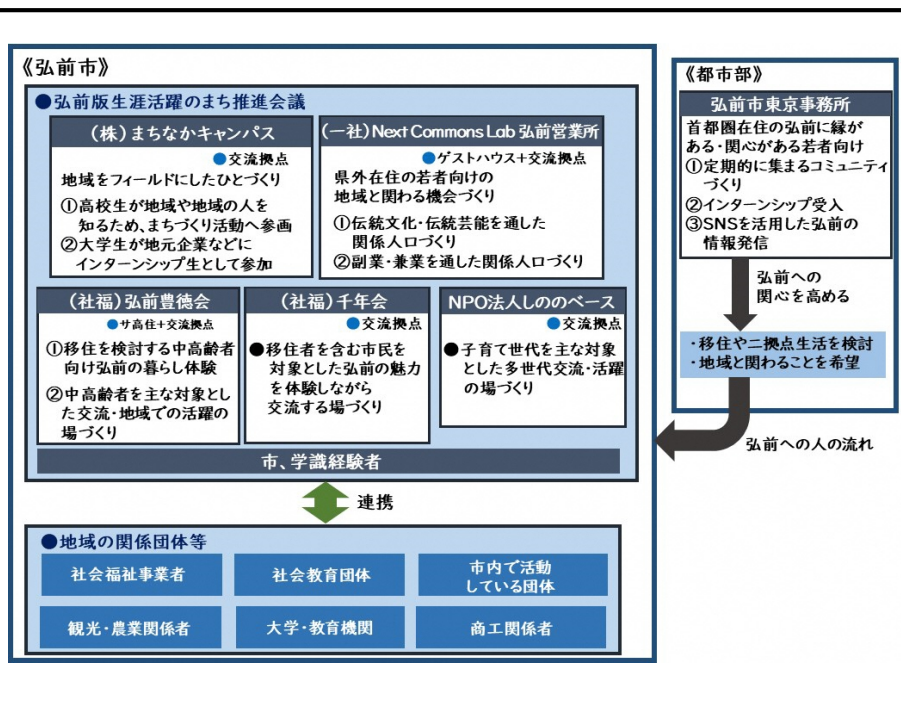 《弘前市》
●弘前版生涯活躍のまち推進会議
(株)まちなかキャンパス
●交流拠点
地域をフィールドにしたひとづくり
①高校生が地域や地域の人を
知るため、まちづくり活動へ参画
②大学生が地元企業などに
インターンシップ生として参加
(一社)Next Commons Lab 弘前営業所
●ゲストハウス+交流拠点
県外在住の若者向けの
地域と関わる機会づくり
①伝統文化・伝統芸能を通した
関係人口づくり
②副業・兼業を通した関係人口づくり
(社福)弘前豊徳会
●サ高住+交流拠点
①移住を検討する中高齢者
向け弘前の暮らし体験
②中高齢者を主な対象とし
た交流・地域での活躍の
場づくり
(社福)千年会
●交流拠点
●移住者を含む市民を
対象とした弘前の魅力
を体験しながら
交流する場づくり
NPO法人しののベース
●交流拠点
●子育て世代を主な対象
とした多世代交流・活躍
の場づくり
市、学識経験者
連携
●地域の関係団体等
社会福祉事業者
社会教育団体
市内で活動
している団体
観光・農業関係者
大学・教育機関
商工関係者
《都市部》
弘前市東京事務所
首都圏在住の弘前に縁が
ある・関心がある若者向け
①定期的に集まるコミュニティ
づくり
②インターンシップ受入
③SNSを活用した弘前の
情報発信
弘前への
関心を高める
・移住や二拠点生活を検討
・地域と関わることを希望
弘前への人の流れ